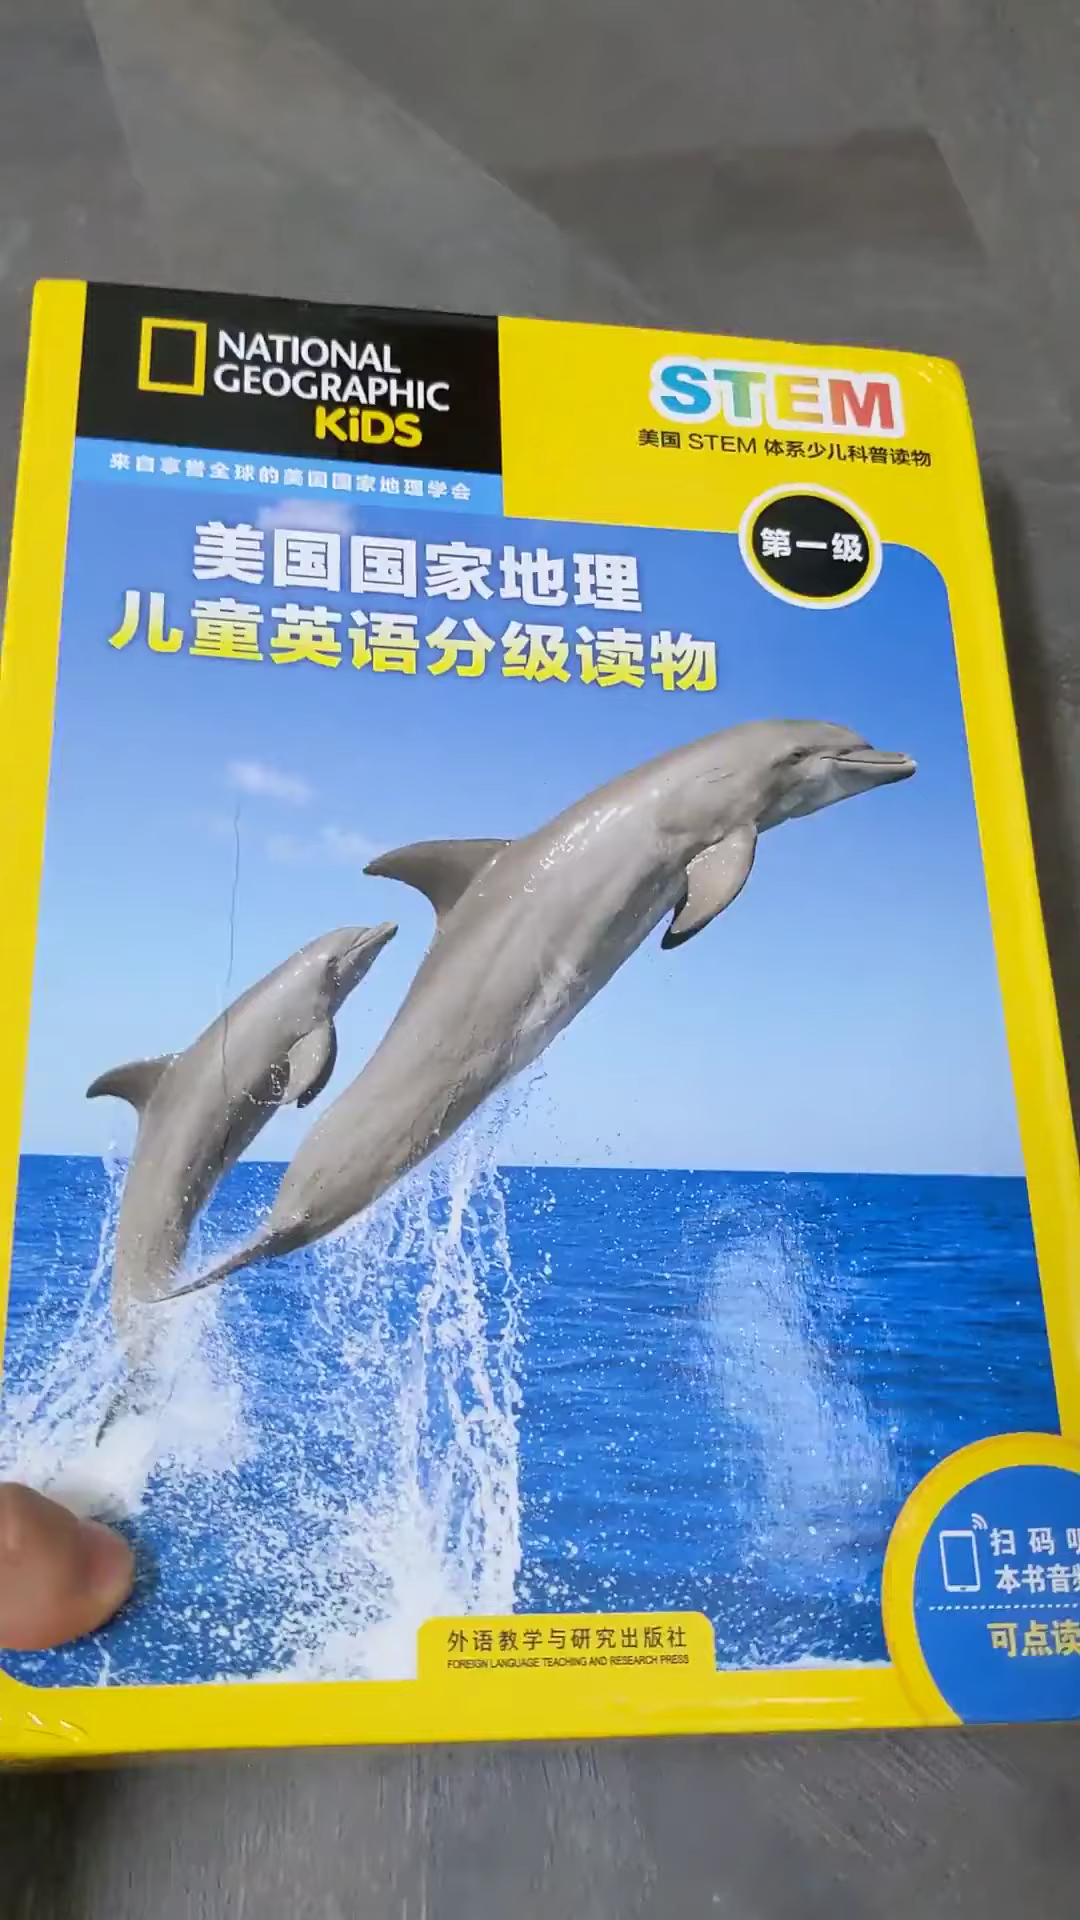 NATIONAL
GEOGRAPHIC
KiDS
STEM
美国 STEM 体系少儿科普读物
来自享誉全球的美国国家地理学会
第一级
美国国家地理
儿童英语分级读物
扫码听
本书音频
可点读
外语教学与研究出版社
FOREIGN LANGUAGE TEACHING AND RESEARCH PRESS